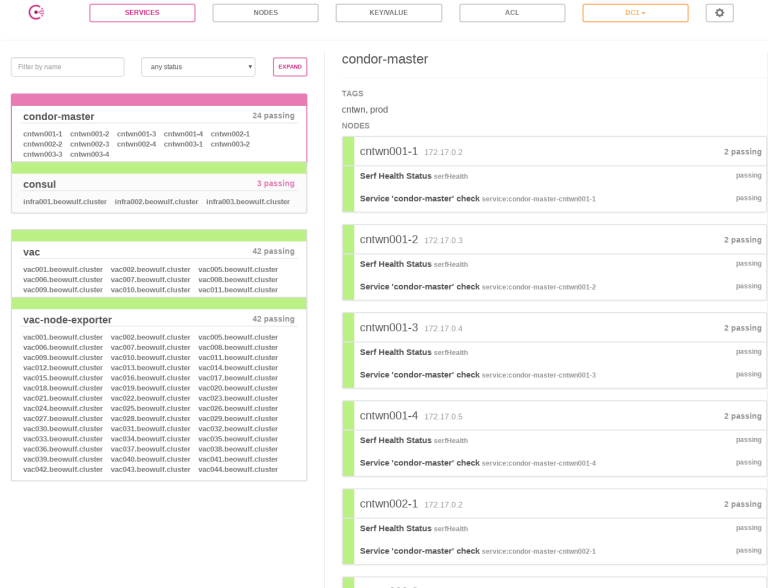 SERVICES NODES KEY/VALUE ACL DC1
Filter by name any status EXPAND
condor-master 24 passing
cntwn001-1 cntwn001-2 cntwn001-3 cntwn001-4 cntwn002-1
cntwn002-2 cntwn002-3 cntwn002-4 cntwn003-1 cntwn003-2
cntwn003-3 cntwn003-4
consul 3 passing
infra001.beowulf.cluster infra002.beowulf.cluster infra003.beowulf.cluster
vac 42 passing
vac001.beowulf.cluster vac002.beowulf.cluster vac005.beowulf.cluster
vac006.beowulf.cluster vac007.beowulf.cluster vac008.beowulf.cluster
vac009.beowulf.cluster vac010.beowulf.cluster vac011.beowulf.cluster
vac-node-exporter 42 passing
vac001.beowulf.cluster vac002.beowulf.cluster vac005.beowulf.cluster
vac006.beowulf.cluster vac007.beowulf.cluster vac008.beowulf.cluster
vac009.beowulf.cluster vac010.beowulf.cluster vac011.beowulf.cluster
vac012.beowulf.cluster vac013.beowulf.cluster vac014.beowulf.cluster
vac015.beowulf.cluster vac016.beowulf.cluster vac017.beowulf.cluster
vac018.beowulf.cluster vac019.beowulf.cluster vac020.beowulf.cluster
vac021.beowulf.cluster vac022.beowulf.cluster vac023.beowulf.cluster
vac024.beowulf.cluster vac025.beowulf.cluster vac026.beowulf.cluster
vac027.beowulf.cluster vac028.beowulf.cluster vac029.beowulf.cluster
vac030.beowulf.cluster vac031.beowulf.cluster vac032.beowulf.cluster
vac033.beowulf.cluster vac034.beowulf.cluster vac035.beowulf.cluster
vac036.beowulf.cluster vac037.beowulf.cluster vac038.beowulf.cluster
vac039.beowulf.cluster vac040.beowulf.cluster vac041.beowulf.cluster
vac042.beowulf.cluster vac043.beowulf.cluster vac044.beowulf.cluster
condor-master
TAGS
cntwn, prod
NODES
cntwn001-1 172.17.0.2 2 passing
Serf Health Status serfHealth passing
Service 'condor-master' check service:condor-master-cntwn001-1 passing
cntwn001-2 172.17.0.3 2 passing
Serf Health Status serfHealth passing
Service 'condor-master' check service:condor-master-cntwn001-2 passing
cntwn001-3 172.17.0.4 2 passing
Serf Health Status serfHealth passing
Service 'condor-master' check service:condor-master-cntwn001-3 passing
cntwn001-4 172.17.0.5 2 passing
Serf Health Status serfHealth passing
Service 'condor-master' check service:condor-master-cntwn001-4 passing
cntwn002-1 172.17.0.2 2 passing
Serf Health Status serfHealth passing
Service 'condor-master' check service:condor-master-cntwn002-1 passing